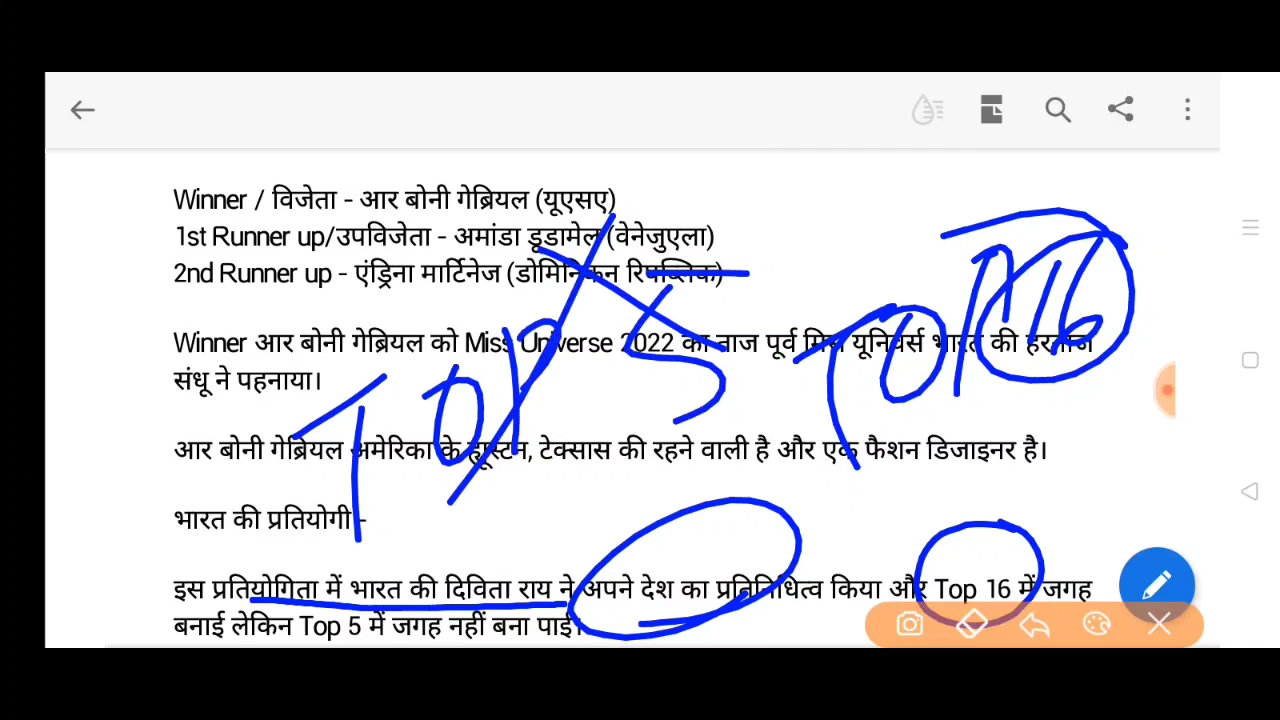 Winner / विजेता - आर बोनी गेब्रियल (यूएसए)
1st Runner up/उपविजेता - अमांडा डूडामेल (वेनेजुएला)
2nd Runner up - एंड्रिना मार्टिनेज (डोमिनिकन रिपब्लिक)
Winner आर बोनी गेब्रियल को Miss Universe 2022 का ताज पूर्व मिस यूनिवर्स भारत की हरनाज
संधू ने पहनाया।
TOP 5
TOP 16
आर बोनी गेब्रियल अमेरिका के ह्यूस्टन, टेक्सास की रहने वाली है और एक फैशन डिजाइनर है।
भारत की प्रतियोगी -
इस प्रतियोगिता में भारत की दिविता राय ने अपने देश का प्रतिनिधित्व किया और Top 16 में जगह
बनाई लेकिन Top 5 में जगह नहीं बना पाई।